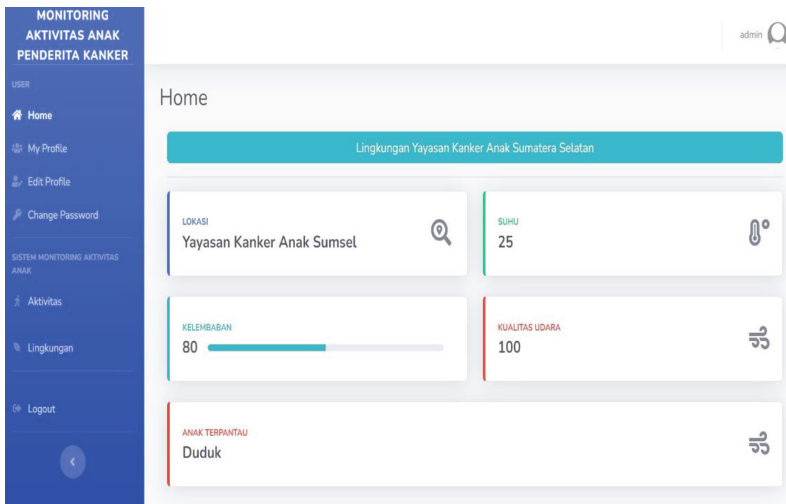 MONITORING
AKTIVITAS ANAK
PENDERITA KANKER
USER
Home
My Profile
Edit Profile
Change Password
SISTEM MONITORING AKTIVITAS
ANAK
Aktivitas
Lingkungan
Logout
admin
Home
Lingkungan Yayasan Kanker Anak Sumatera Selatan
LOKASI
Yayasan Kanker Anak Sumsel
SUHU
25
KELEMBABAN
80
KUALITAS UDARA
100
ANAK TERPANTAU
Duduk